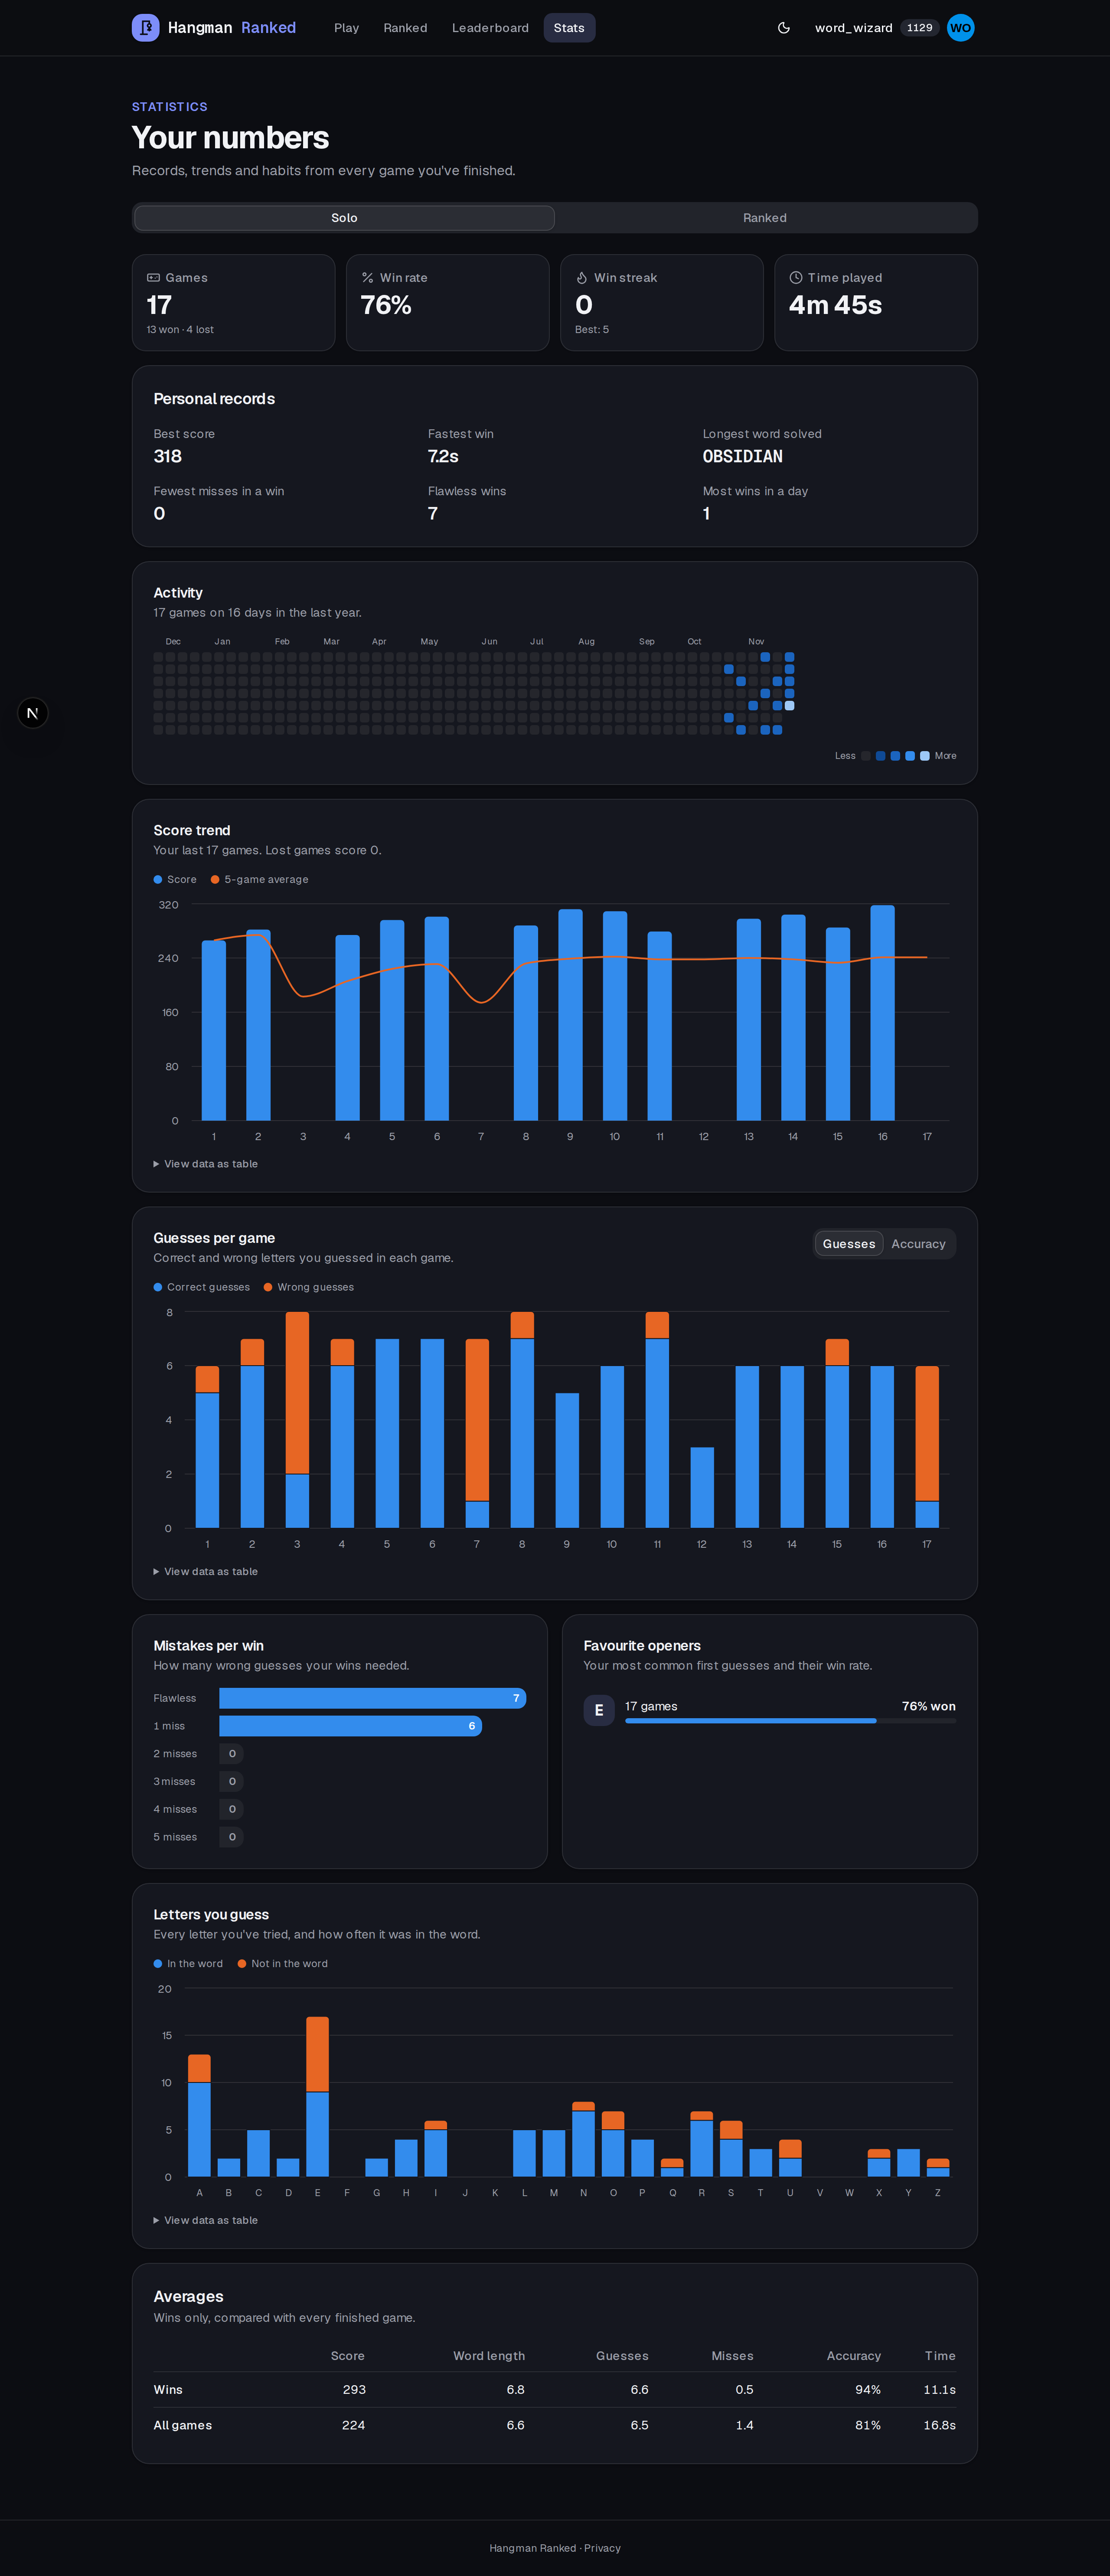 Hangman Ranked
Play Ranked Leaderboard Stats
word_wizard 1129 WO
STATISTICS
Your numbers
Records, trends and habits from every game you've finished.
Solo Ranked
Games
17
13 won · 4 lost
Win rate
76%
Win streak
0
Best: 5
Time played
4m 45s
Personal records
Best score
318
Fastest win
7.2s
Longest word solved
OBSIDIAN
Fewest misses in a win
0
Flawless wins
7
Most wins in a day
1
Activity
17 games on 16 days in the last year.
Dec Jan Feb Mar Apr May Jun Jul Aug Sep Oct Nov
N
Less More
Score trend
Your last 17 games. Lost games score 0.
Score 5-game average
320
240
160
80
0
1 2 3 4 5 6 7 8 9 10 11 12 13 14 15 16 17
View data as table
Guesses per game
Correct and wrong letters you guessed in each game.
Guesses Accuracy
Correct guesses Wrong guesses
8
6
4
2
0
1 2 3 4 5 6 7 8 9 10 11 12 13 14 15 16 17
View data as table
Mistakes per win
How many wrong guesses your wins needed.
Flawless 7
1 miss 6
2 misses 0
3 misses 0
4 misses 0
5 misses 0
Favourite openers
Your most common first guesses and their win rate.
E 17 games 76% won
Letters you guess
Every letter you've tried, and how often it was in the word.
In the word Not in the word
20
15
10
5
0
A B C D E F G H I J K L M N O P Q R S T U V W X Y Z
View data as table
Averages
Wins only, compared with every finished game.
Score Word length Guesses Misses Accuracy Time
Wins 293 6.8 6.6 0.5 94% 11.1s
All games 224 6.6 6.5 1.4 81% 16.8s
Hangman Ranked · Privacy